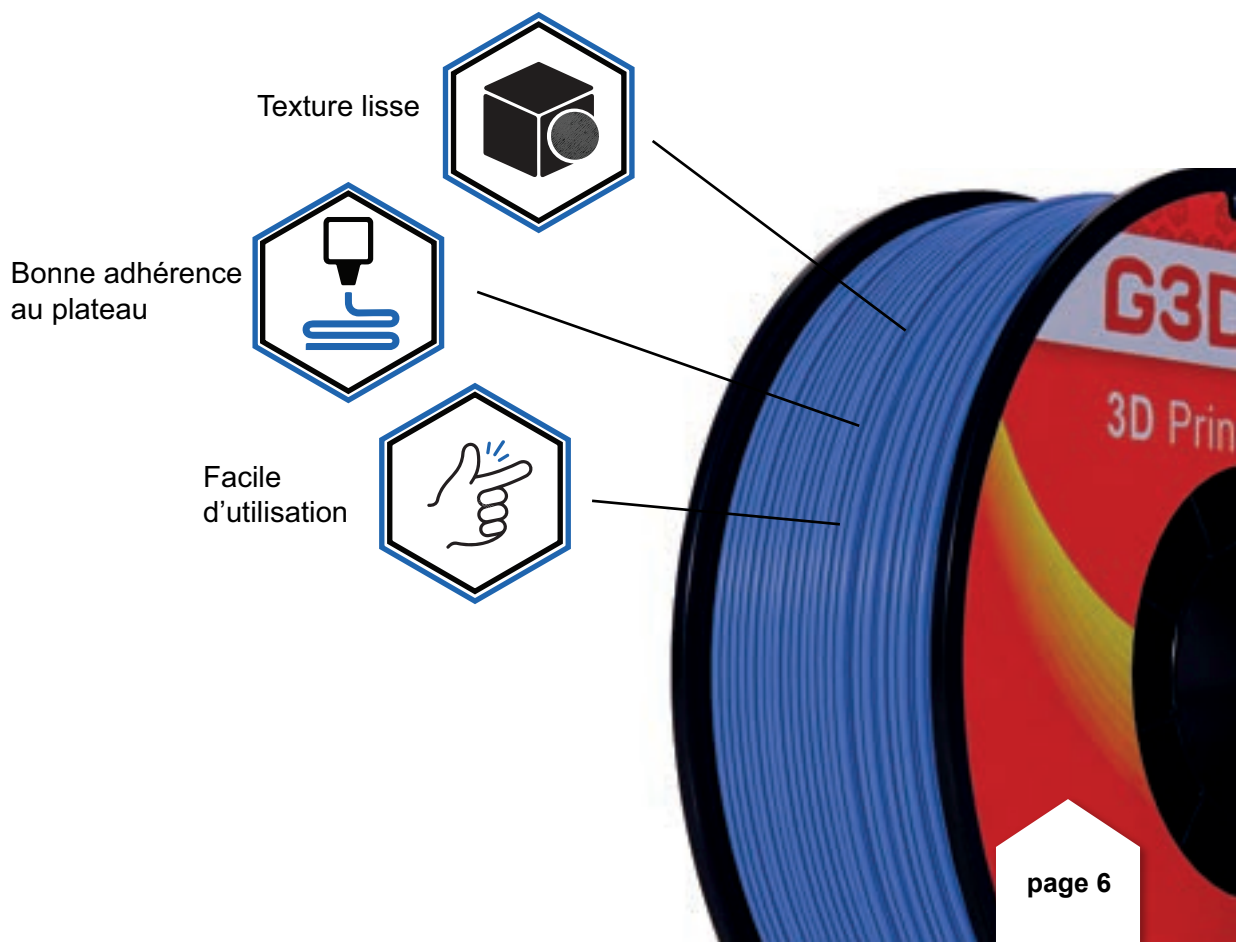 Texture lisse
Bonne adhérence
au plateau
Facile
d’utilisation
G3D
3D Prin
page 6